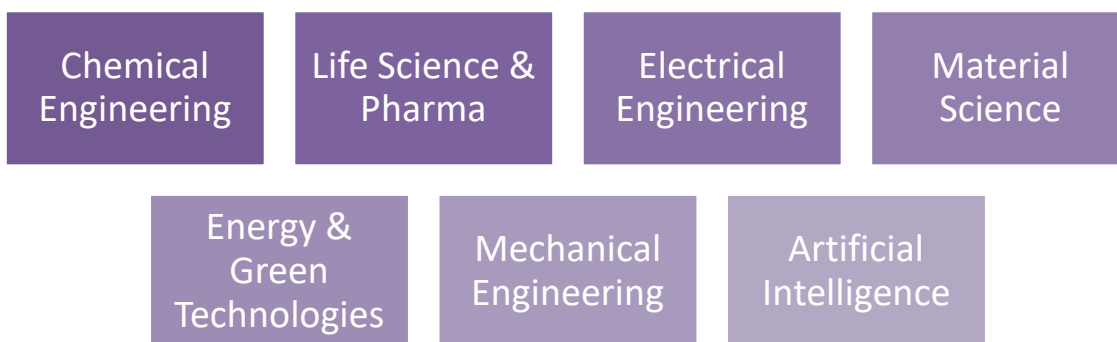 Chemical
Engineering
Life Science &
Pharma
Electrical
Engineering
Material
Science
Energy &
Green
Technologies
Mechanical
Engineering
Artificial
Intelligence